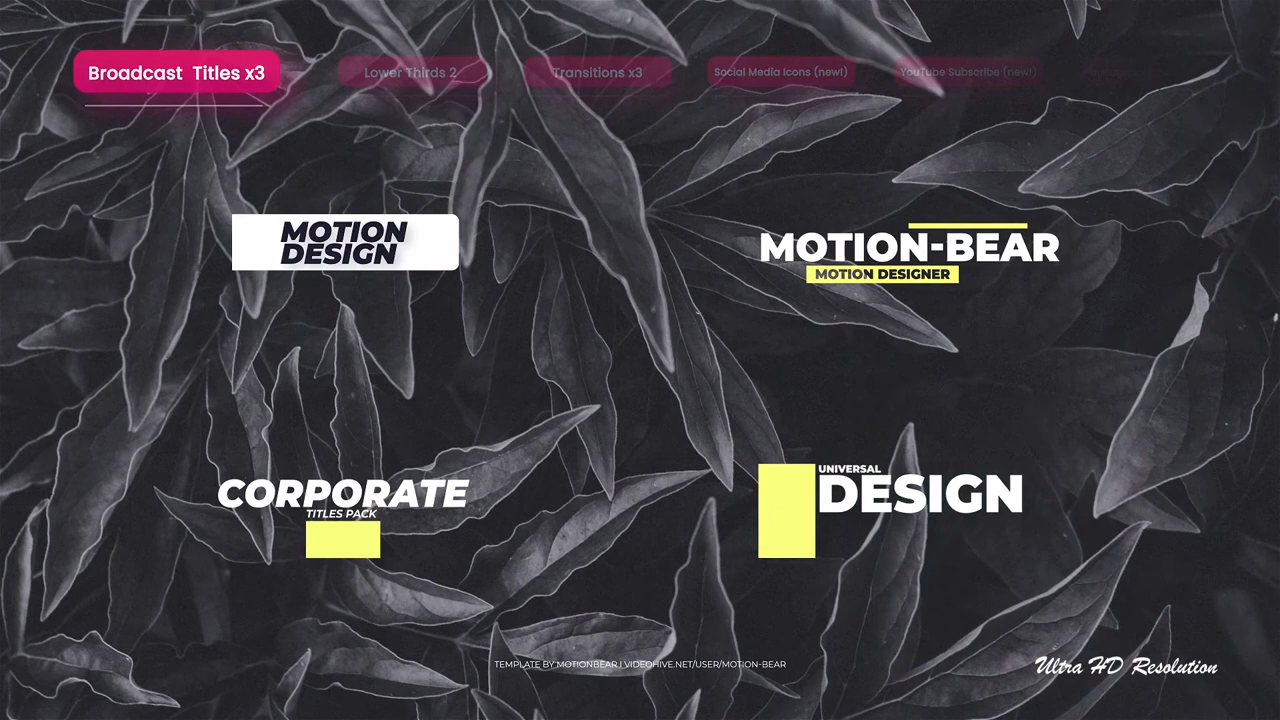 Broadcast  Titles x3
Lower Thirds 2
Transitions x3
Social Media Icons (new!)
YouTube Subscribe (new!)
MOTION
DESIGN
MOTION-BEAR
MOTION DESIGNER
CORPORATE
TITLES PACK
UNIVERSAL
DESIGN
TEMPLATE BY MOTIONBEAR | VIDEOHIVE.NET/USER/MOTION-BEAR
Ultra HD Resolution